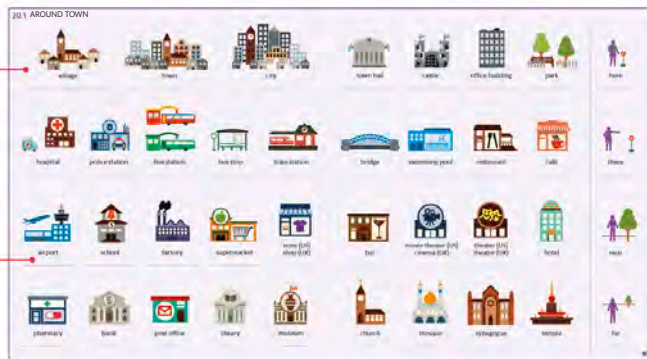 20.1 AROUND TOWN
village town city town hall castle office building park here
hospital police station bus station bus stop train station bridge swimming pool restaurant café there
airport school factory supermarket store (US) bar movie theater (US) theater (US) hotel near
shop (UK) cinema (UK) theatre (UK)
pharmacy bank post office library museum church mosque synagogue temple far